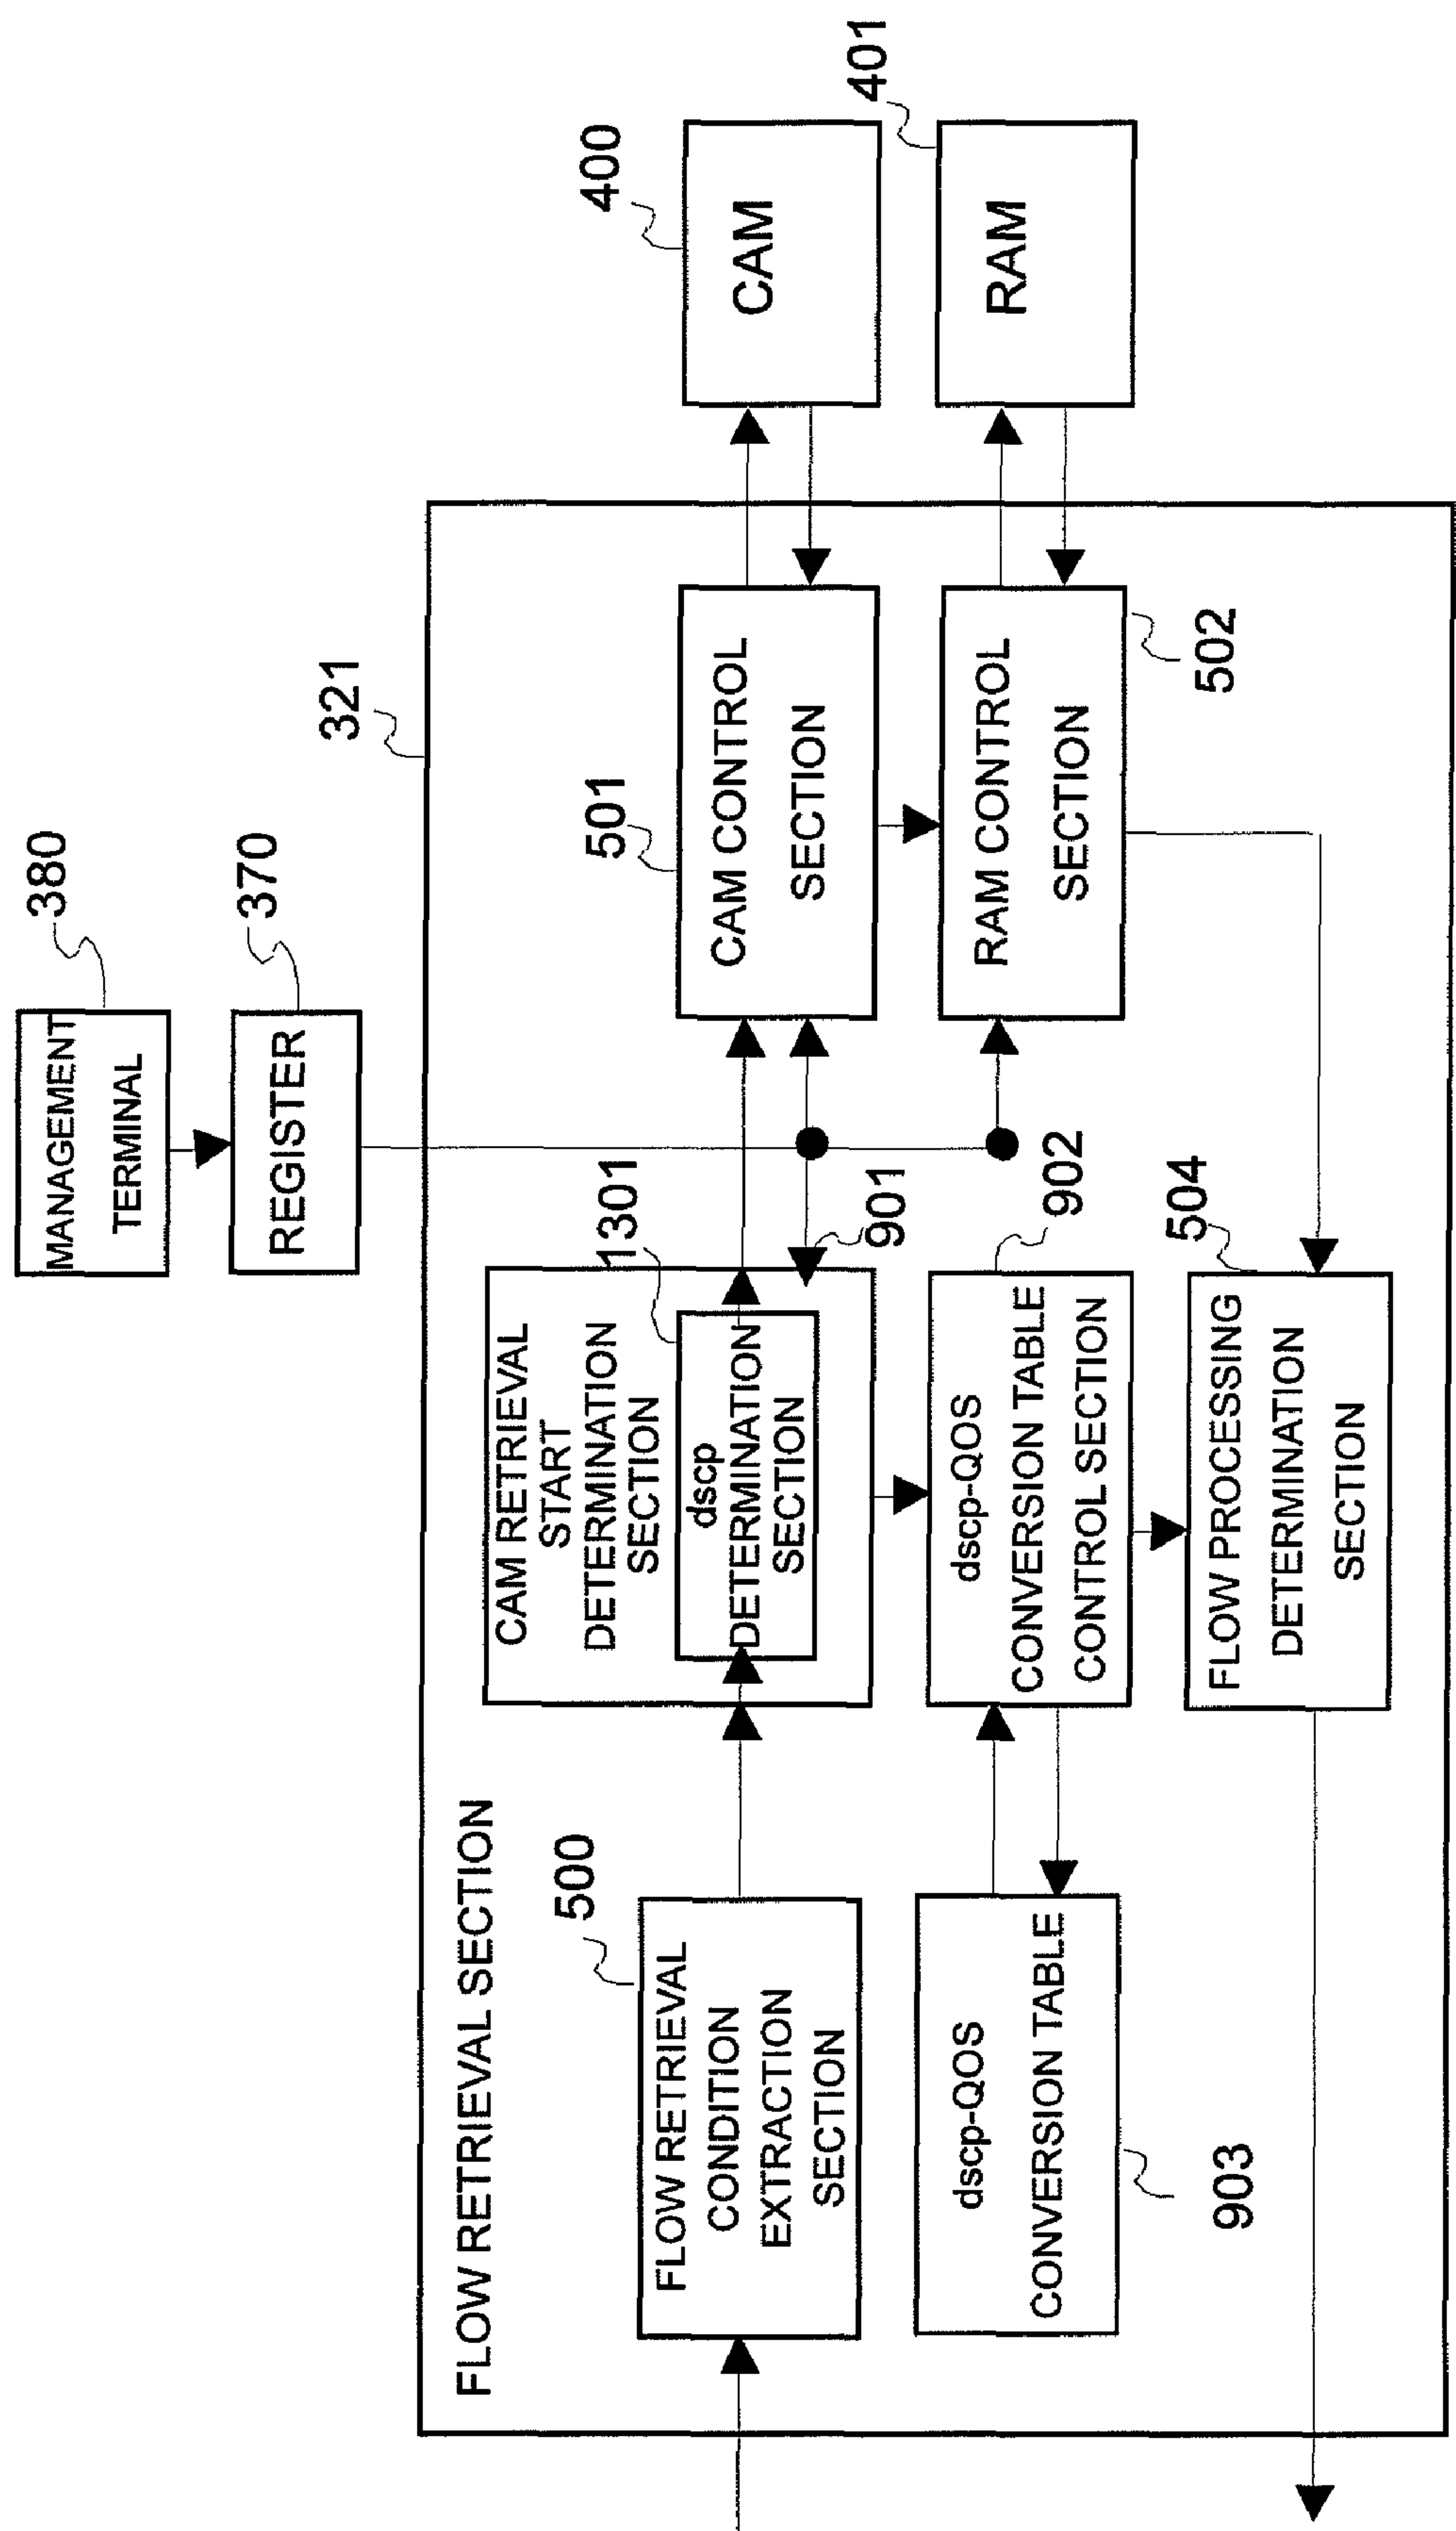 MANAGEMENT
TERMINAL
380
REGISTER
370
321
FLOW RETRIEVAL SECTION
500
FLOW RETRIEVAL
CONDITION
EXTRACTION
SECTION
CAM RETRIEVAL
START
DETERMINATION
SECTION
1301
dscp
DETERMINATION
SECTION
901
501
CAM CONTROL
SECTION
400
CAM
dscp-QOS
CONVERSION TABLE
903
902
dscp-QOS
CONVERSION TABLE
CONTROL SECTION
RAM CONTROL
SECTION
502
401
RAM
504
FLOW PROCESSING
DETERMINATION
SECTION